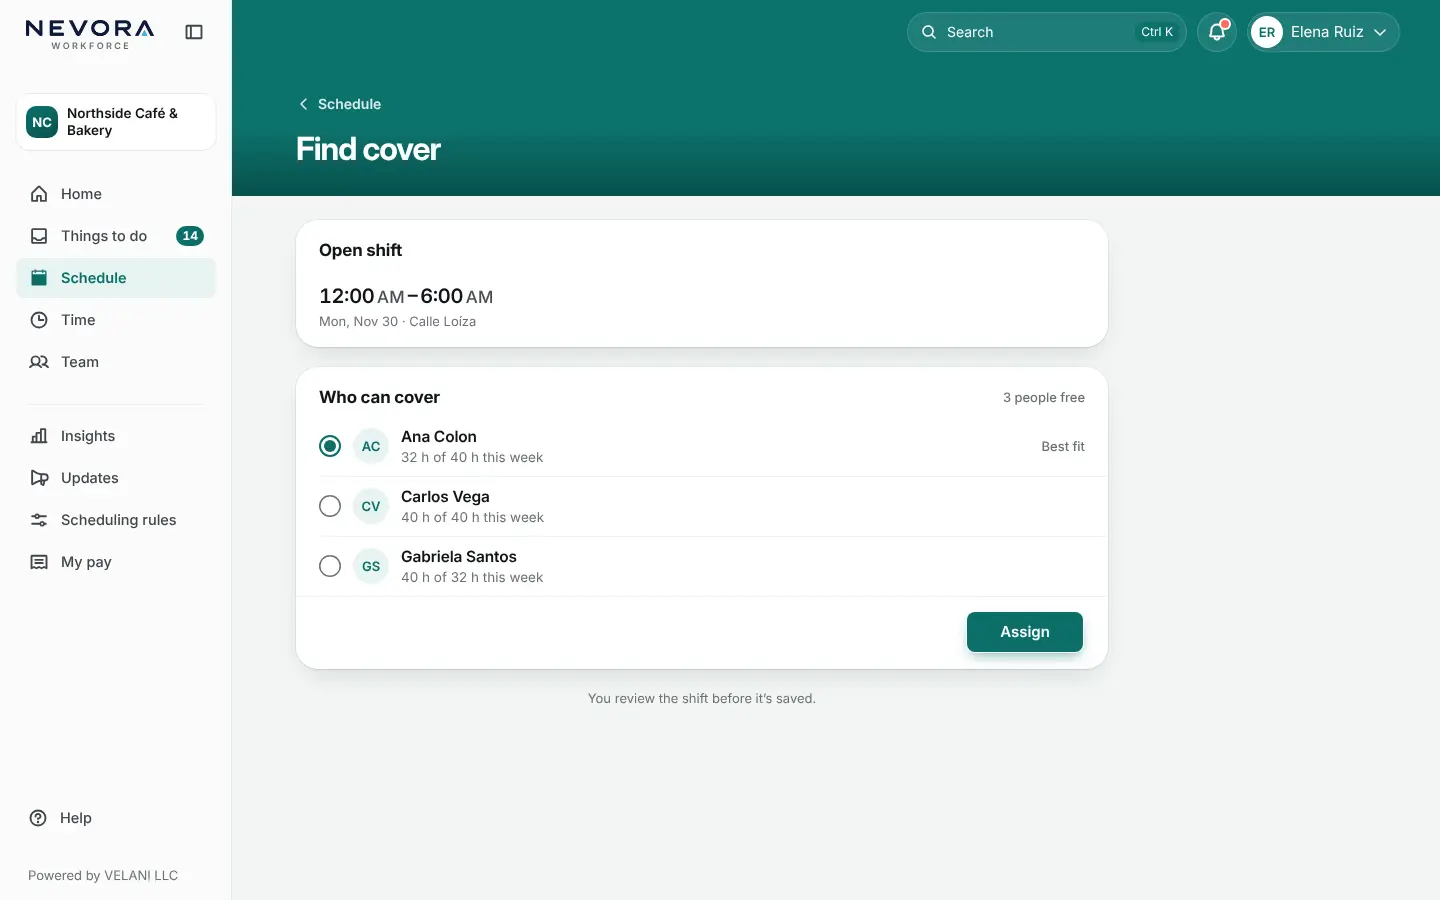 NEVORA
WORKFORCE
Search
Ctrl K
ER
Elena Ruiz
NC
Northside Café &
Bakery
Home
Things to do
14
Schedule
Time
Team
Insights
Updates
Scheduling rules
My pay
Help
Powered by VELANI LLC
Schedule
Find cover
Open shift
12:00 AM – 6:00 AM
Mon, Nov 30 · Calle Loíza
Who can cover
3 people free
AC
Ana Colon
32 h of 40 h this week
Best fit
CV
Carlos Vega
40 h of 40 h this week
GS
Gabriela Santos
40 h of 32 h this week
Assign
You review the shift before it’s saved.